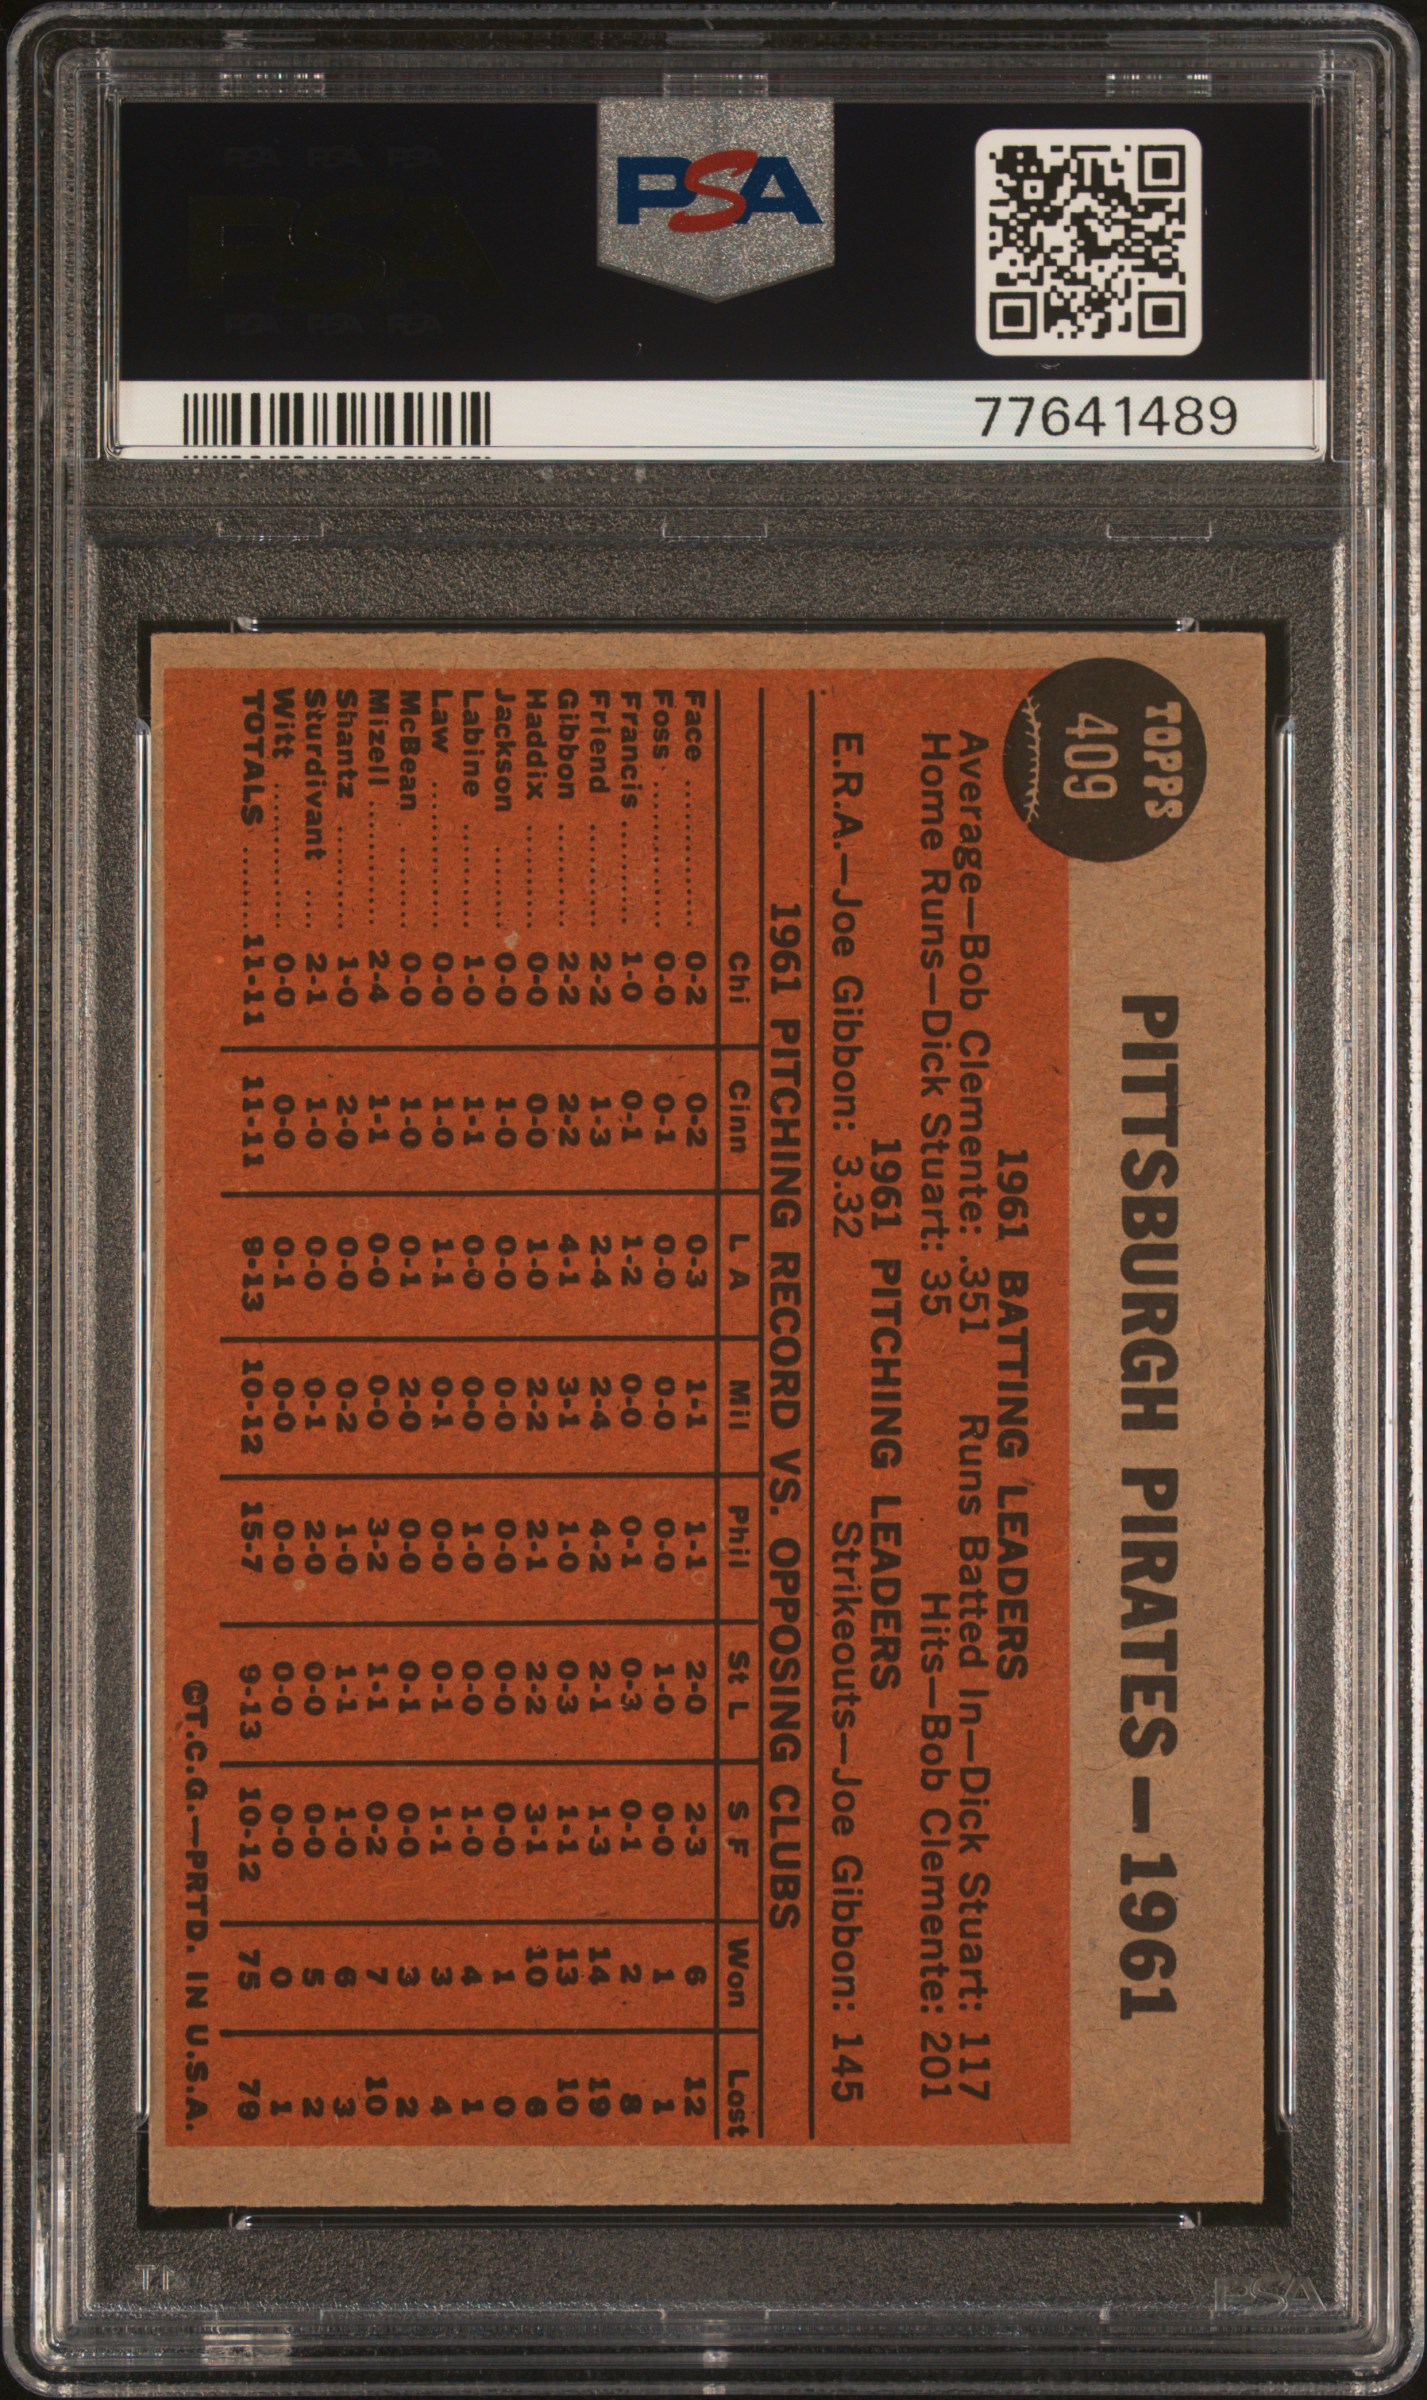 PSA PSA PSA
PSA
PSA PSA PSA
PSA
77641489
TOPPS
409
PITTSBURGH PIRATES—1961
1961 BATTING LEADERS
Average—Bob Clemente: .351 Runs Batted In—Dick Stuart: 117
Home Runs—Dick Stuart: 35 Hits—Bob Clemente: 201
1961 PITCHING LEADERS
E.R.A.—Joe Gibbon: 3.32 Strikeouts—Joe Gibbon: 145
1961 PITCHING RECORD VS. OPPOSING CLUBS
Chi Cinn L A Mil Phil St L S F Won Lost
Face ............ 0-2 0-2 0-3 1-1 1-1 2-0 2-3 6 12
Foss ............ 0-0 0-1 0-0 0-0 0-0 1-0 0-0 1 1
Francis ......... 1-0 0-1 1-2 0-0 0-1 0-3 0-1 2 8
Friend .......... 2-2 1-3 2-4 2-4 4-2 2-1 1-3 14 19
Gibbon ......... 2-2 2-2 4-1 3-1 1-0 0-3 1-1 13 10
Haddix ......... 0-0 0-0 1-0 2-2 2-1 2-2 3-1 10 6
Jackson ........ 0-0 1-0 0-0 0-0 0-0 0-0 0-0 1 0
Labine ......... 1-0 1-1 0-0 0-0 1-0 0-0 1-0 4 1
Law ............. 0-0 1-0 1-1 0-1 0-0 0-1 1-1 3 4
McBean ........ 0-0 1-0 0-1 2-0 0-0 0-1 0-0 3 2
Mizell .......... 2-4 1-1 0-0 0-0 3-2 1-1 0-2 7 10
Shantz ......... 1-0 2-0 0-0 0-2 1-0 1-1 1-0 6 3
Sturdivant .... 2-1 1-0 0-0 0-1 2-0 0-0 0-0 5 2
Witt ............ 0-0 0-0 0-1 0-0 0-0 0-0 0-0 0 1
TOTALS ........ 11-11 11-11 9-13 10-12 15-7 9-13 10-12 75 79
©T.C.G.—PRTD. IN U.S.A.
PSA